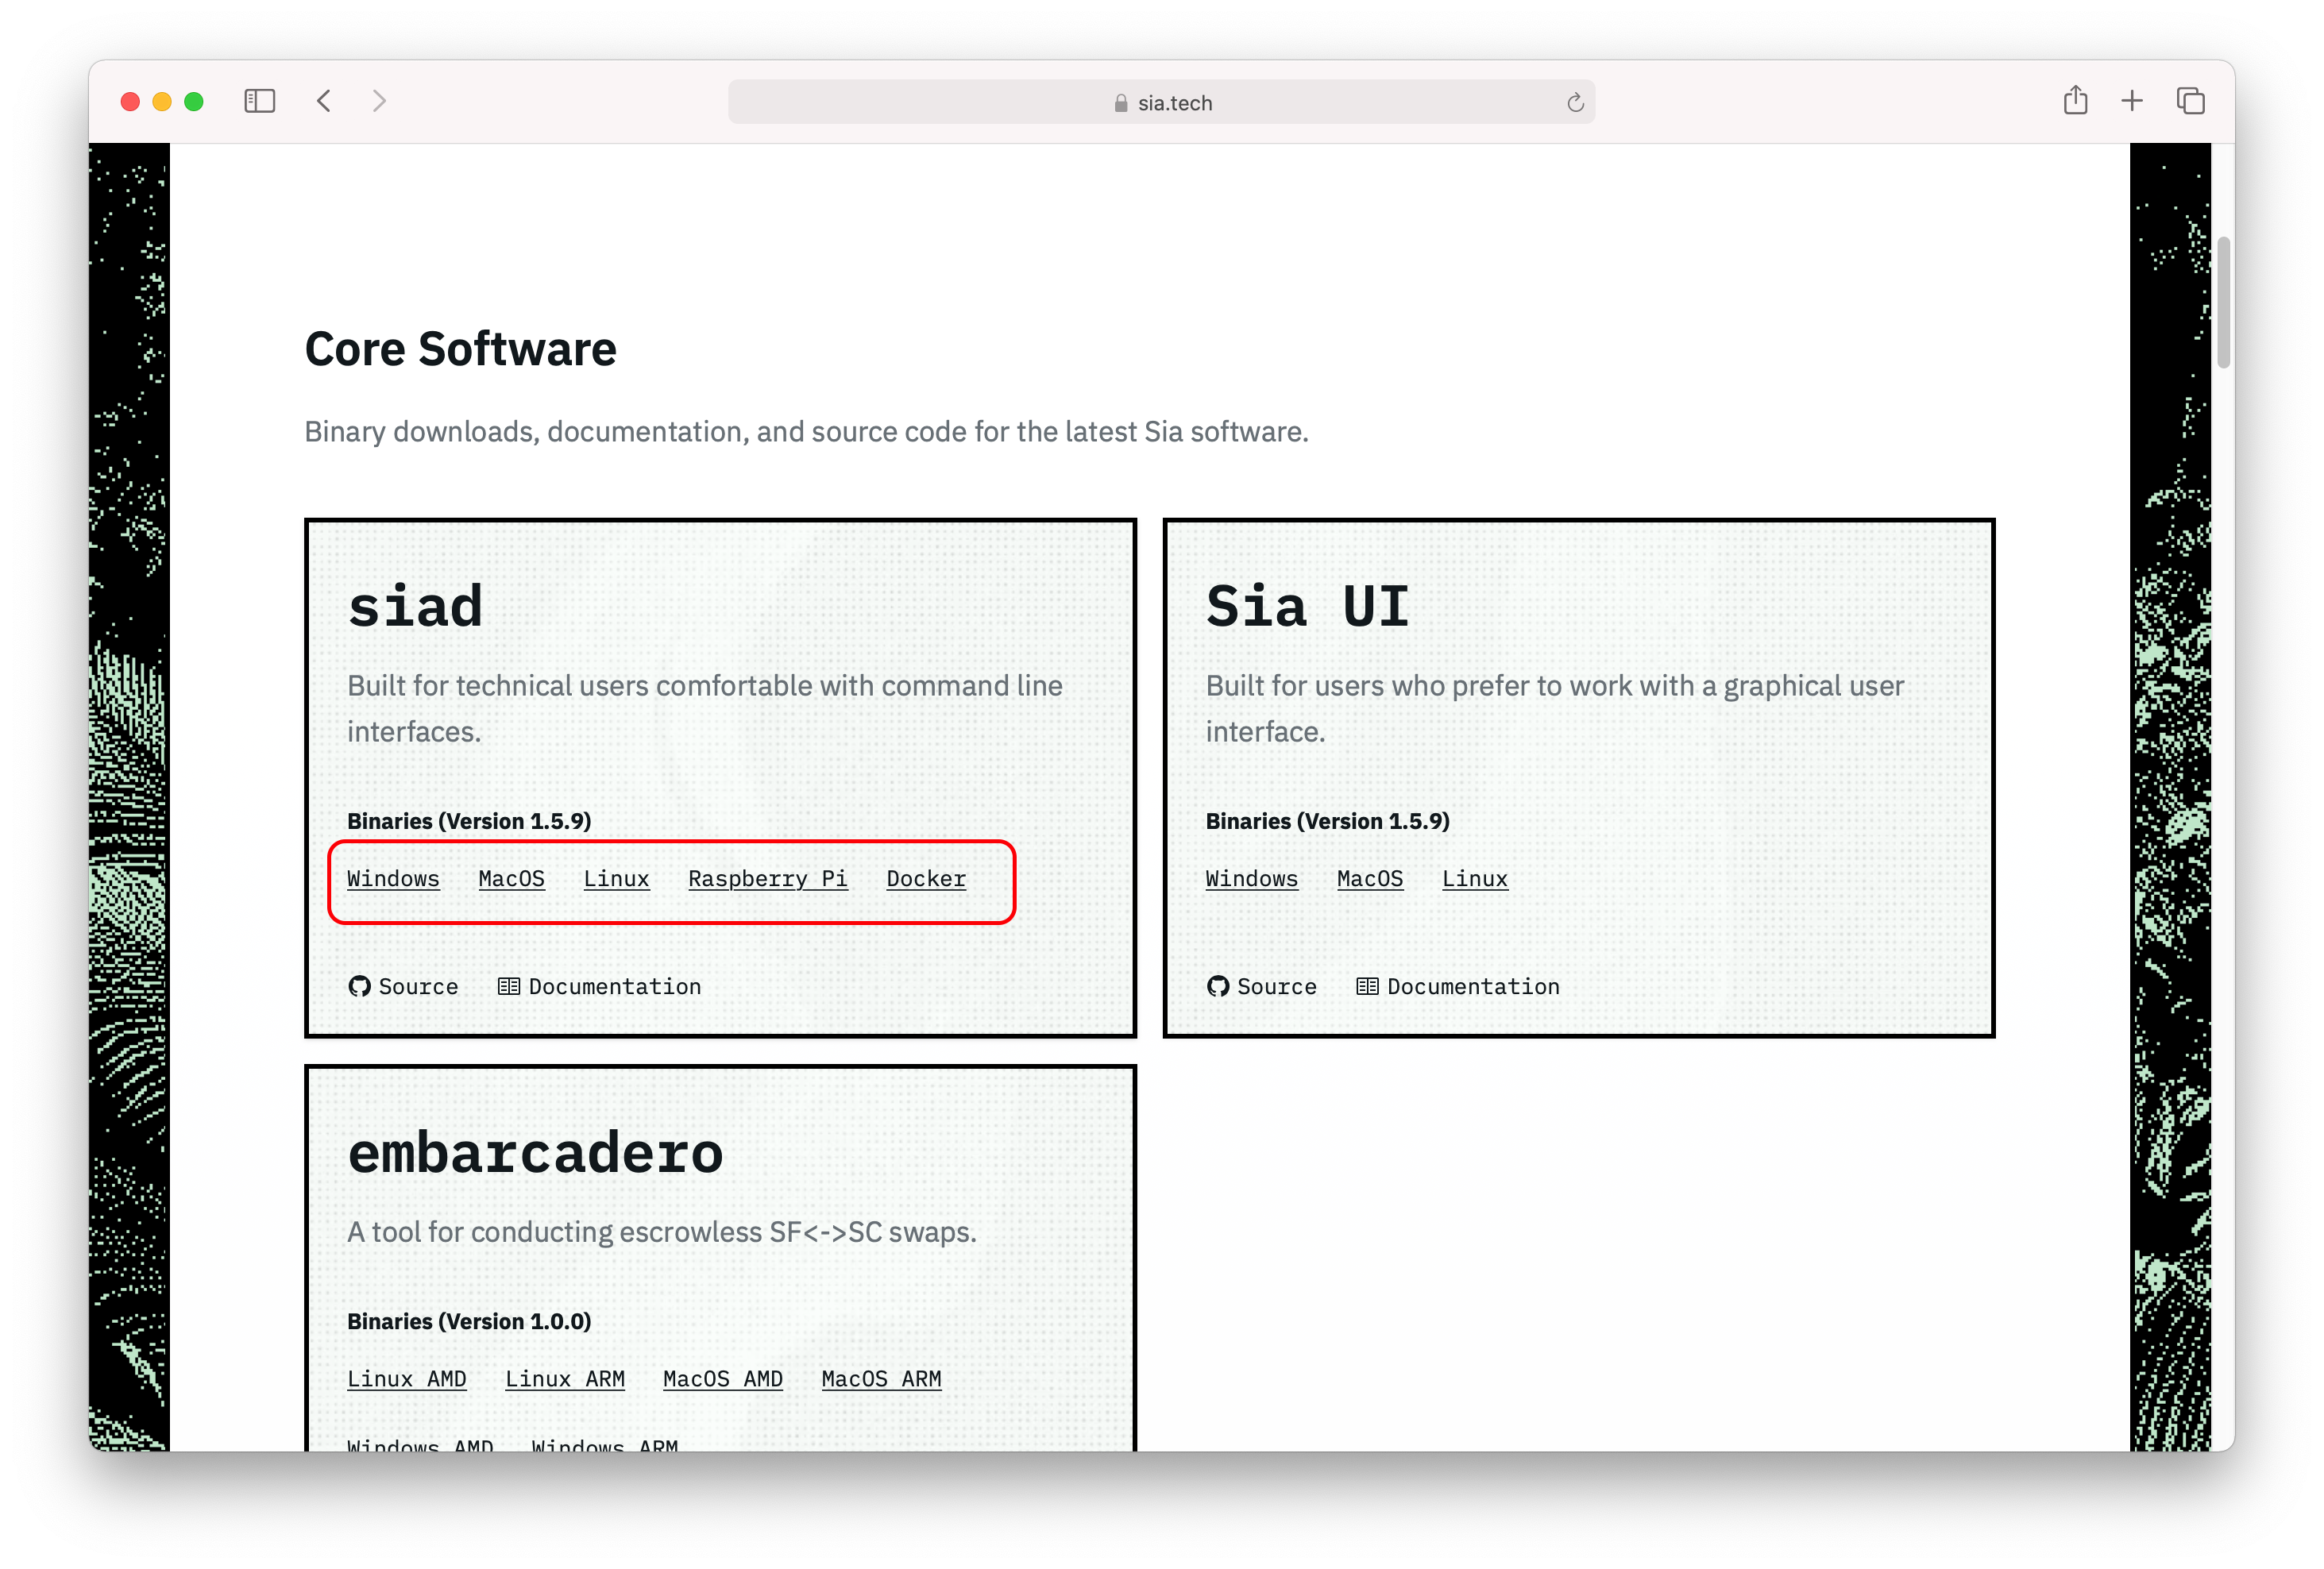 sia.tech
Core Software
Binary downloads, documentation, and source code for the latest Sia software.
siad
Built for technical users comfortable with command line
interfaces.
Binaries (Version 1.5.9)
Windows MacOS Linux Raspberry Pi Docker
Source Documentation
Sia UI
Built for users who prefer to work with a graphical user
interface.
Binaries (Version 1.5.9)
Windows MacOS Linux
Source Documentation
embarcadero
A tool for conducting escrowless SF<->SC swaps.
Binaries (Version 1.0.0)
Linux AMD Linux ARM MacOS AMD MacOS ARM
Windows AMD Windows ARM